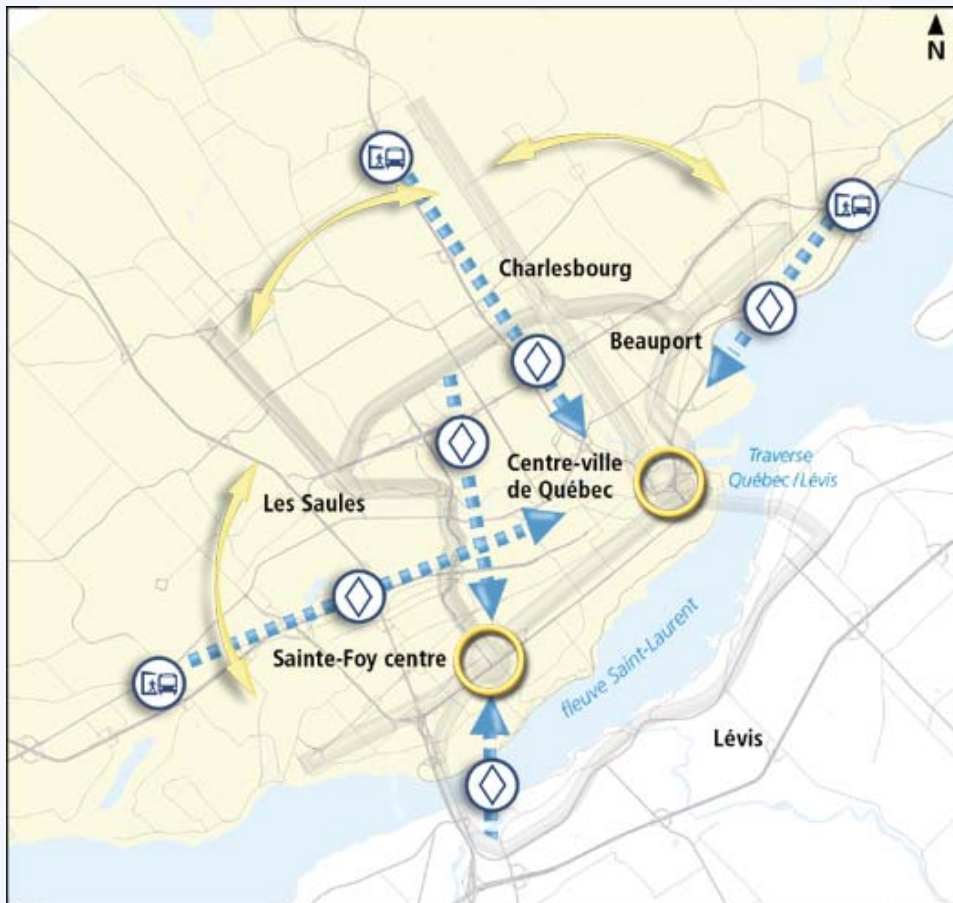 N
Charlesbourg
Beauport
Centre-ville
de Québec
Traverse
Québec/Lévis
Les Saules
Sainte-Foy centre
fleuve Saint-Laurent
Lévis